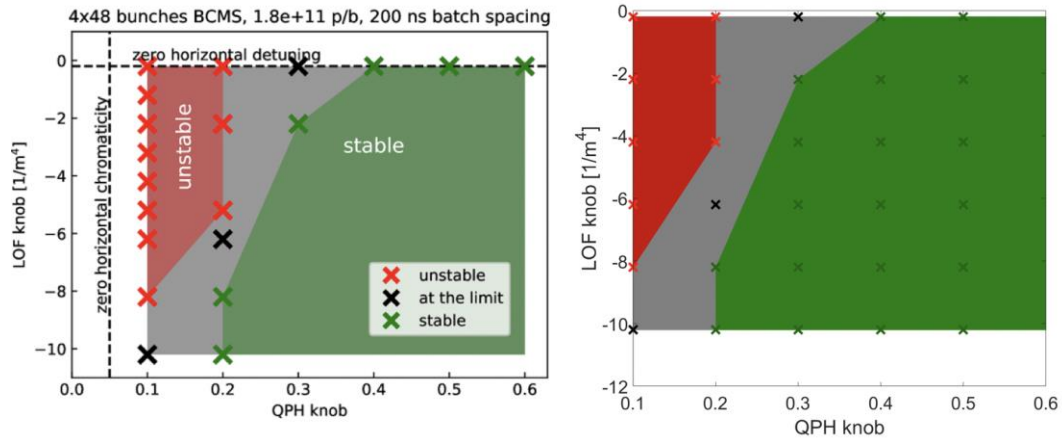 4x48 bunches BCMS, 1.8e+11 p/b, 200 ns batch spacing
zero horizontal detuning
zero horizontal chromaticity
unstable
stable
LOF knob [1/m⁴]
0
−2
−4
−6
−8
−10
unstable
at the limit
stable
0.0 0.1 0.2 0.3 0.4 0.5 0.6
QPH knob
LOF knob [1/m⁴]
0
-2
-4
-6
-8
-10
-12
0.1 0.2 0.3 0.4 0.5 0.6
QPH knob